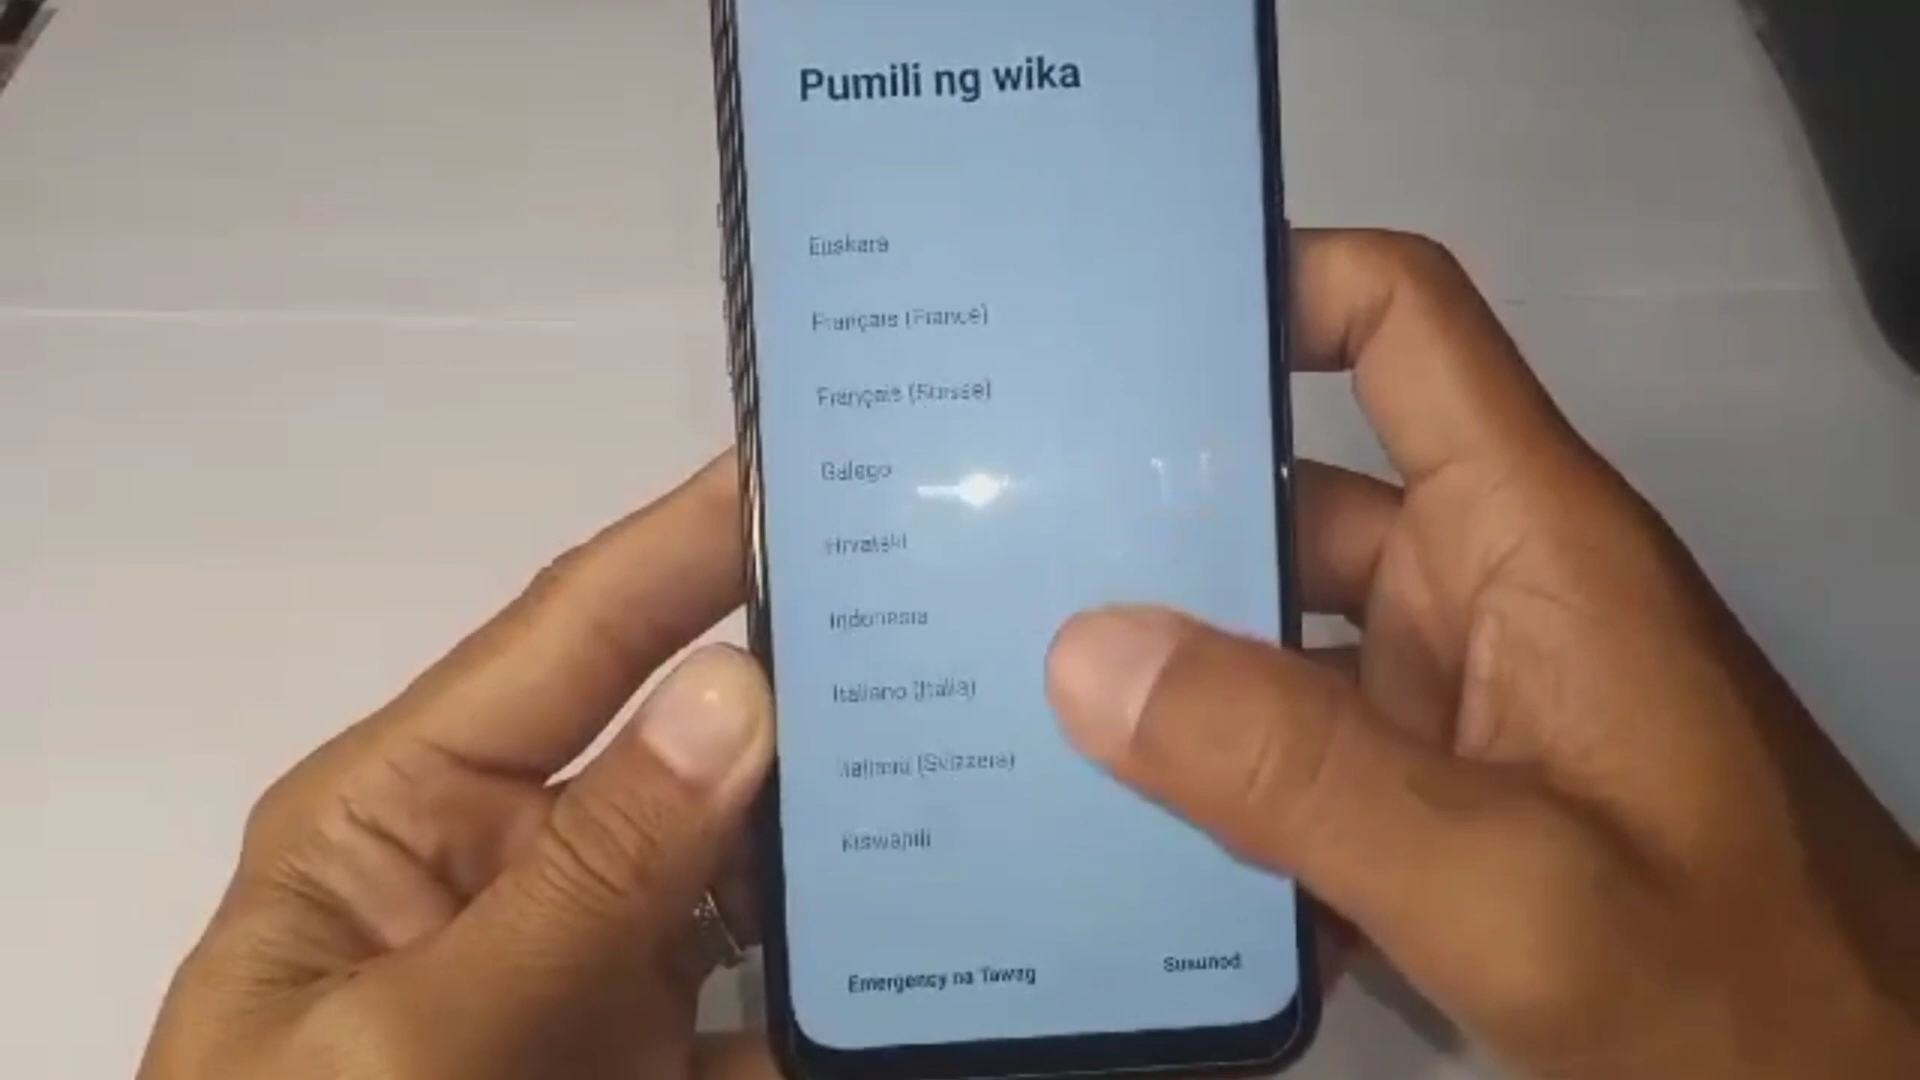 Pumili ng wika
Euskara
Français (France)
Français (Suisse)
Galego
Hrvatski
Indonesia
Italiano (Italia)
Italiano (Svizzera)
Kiswahili
Emergency na Tawag
Susunod